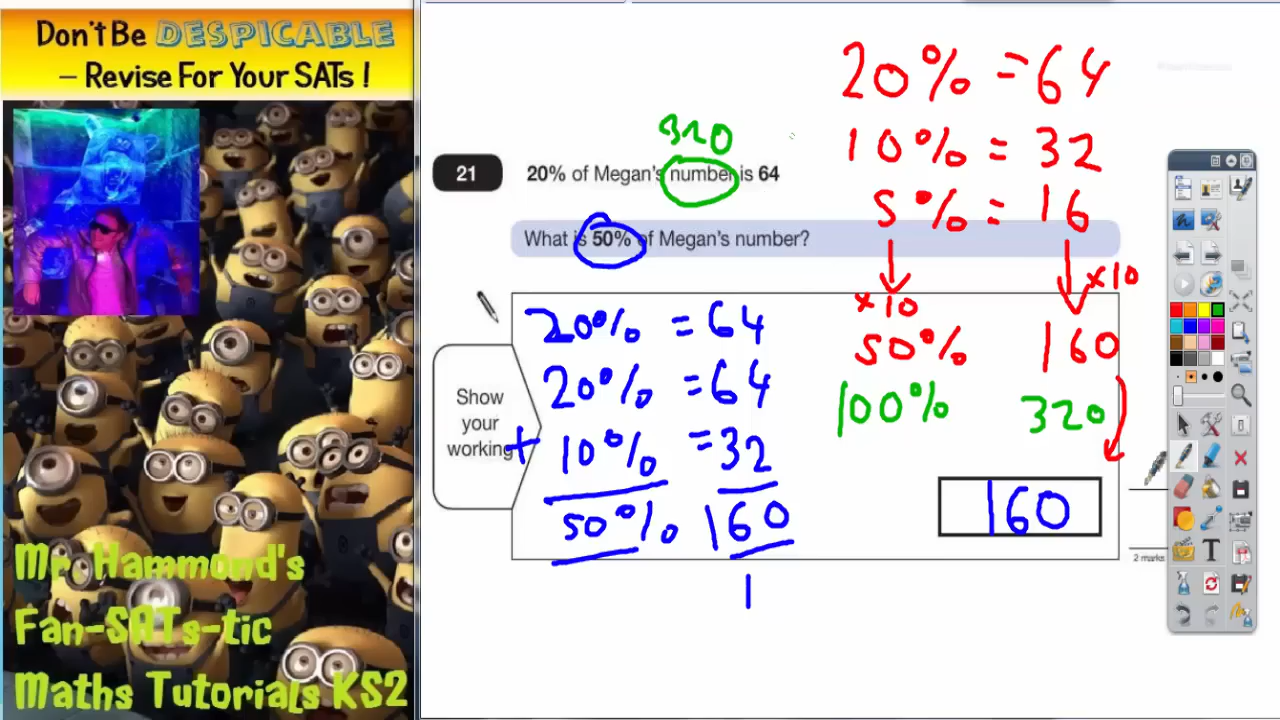 Don't Be DESPICABLE
– Revise For Your SATs !
Mr Hammond's
Fan-SATs-tic
Maths Tutorials KS2
20% = 64
10% = 32
5% = 16
320
21
20% of Megan's number is 64
What is 50% of Megan's number?
×10
×10
50% 160
100% 320
Show
your
working
20% = 64
20% = 64
+ 10% = 32
50% 160
1
160
2 marks
T